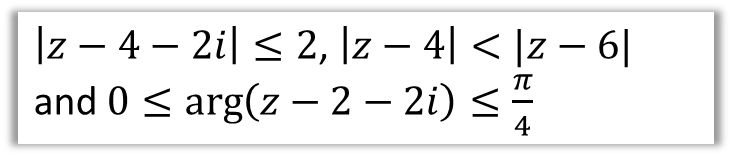 |z − 4 − 2i| ≤ 2, |z − 4| < |z − 6|
and 0 ≤ arg(z − 2 − 2i) ≤ π/4